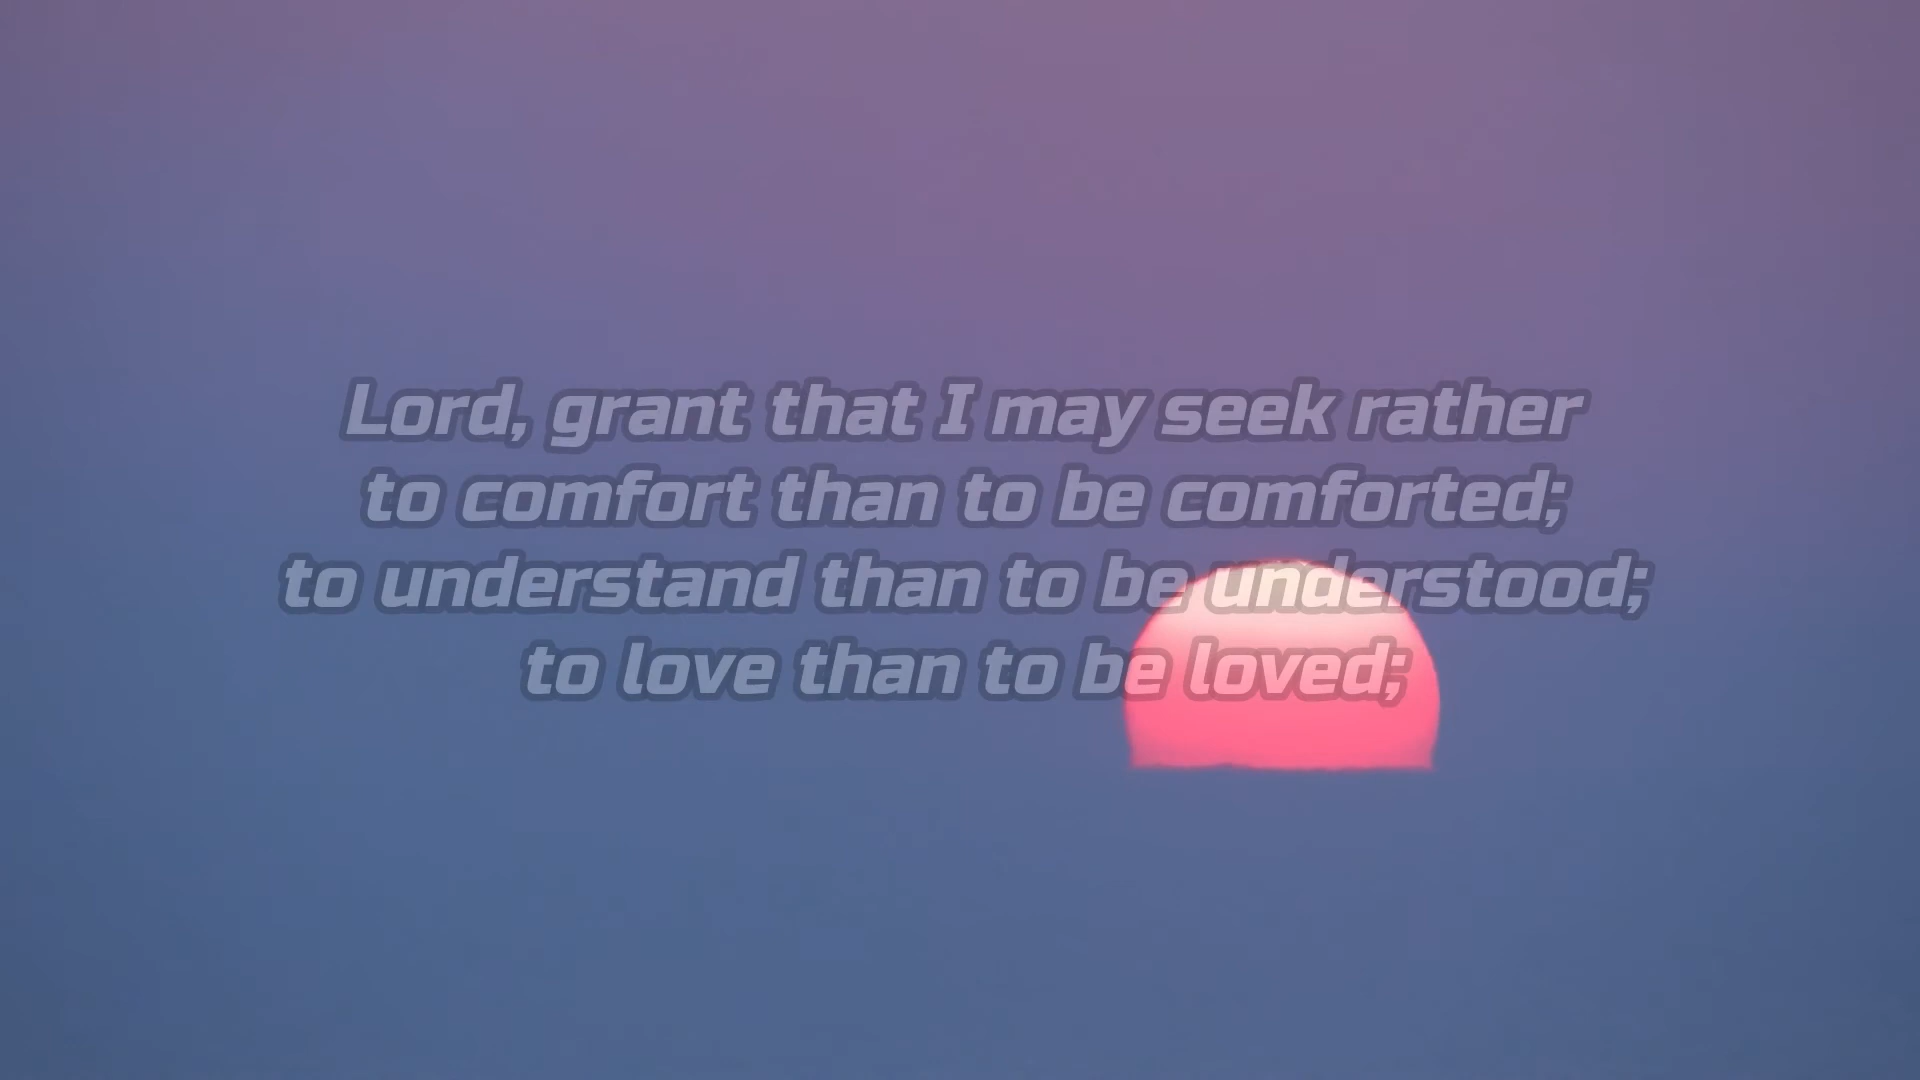 Lord, grant that I may seek rather
to comfort than to be comforted;
to understand than to be understood;
to love than to be loved;